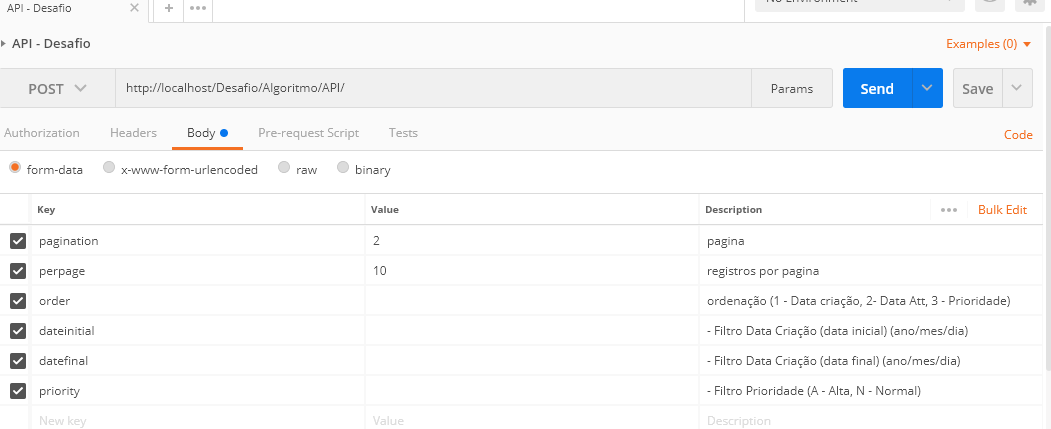 API - Desafio
No Environment
API - Desafio
Examples (0)
POST
http://localhost/Desafio/Algoritmo/API/
Params
Send
Save
Authorization
Headers
Body
Pre-request Script
Tests
Code
form-data
x-www-form-urlencoded
raw
binary
Key Value Description
Bulk Edit
pagination 2 pagina
perpage 10 registros por pagina
order ordenação (1 - Data criação, 2- Data Att, 3 - Prioridade)
dateinitial - Filtro Data Criação (data inicial) (ano/mes/dia)
datefinal - Filtro Data Criação (data final) (ano/mes/dia)
priority - Filtro Prioridade (A - Alta, N - Normal)
New key Value Description